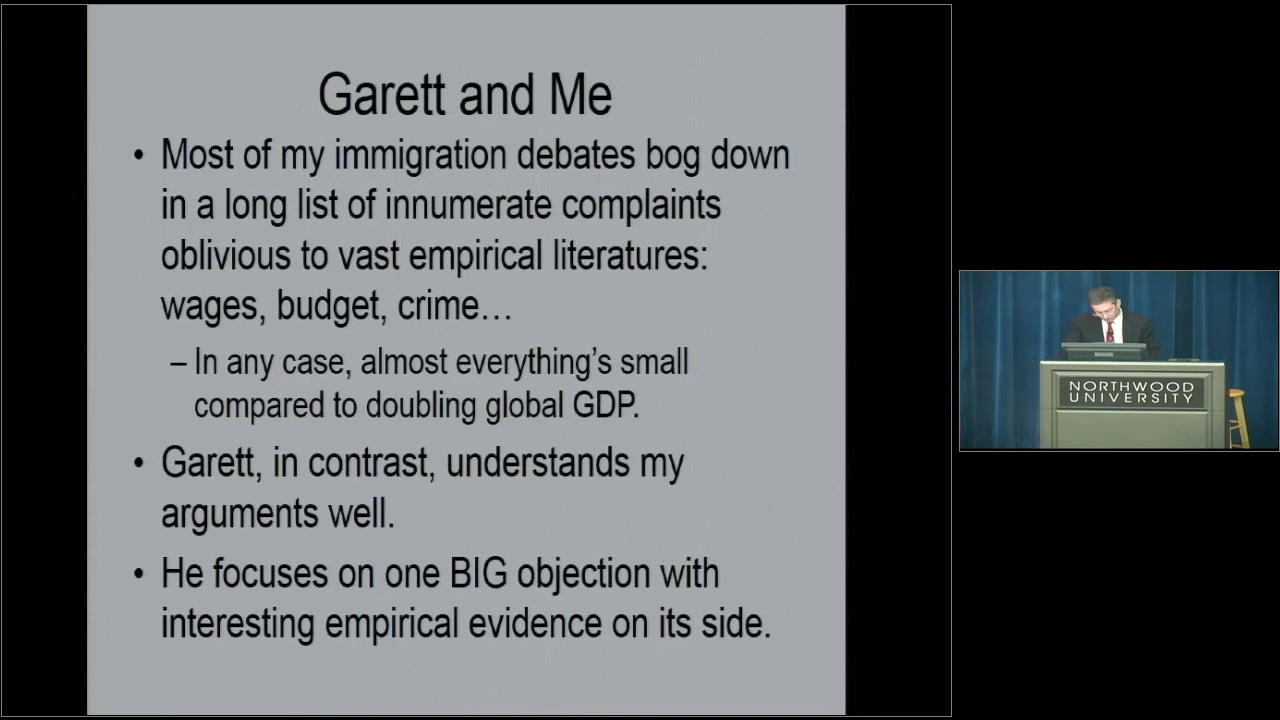 Garett and Me
• Most of my immigration debates bog down
in a long list of innumerate complaints
oblivious to vast empirical literatures:
wages, budget, crime…
– In any case, almost everything’s small
compared to doubling global GDP.
• Garett, in contrast, understands my
arguments well.
• He focuses on one BIG objection with
interesting empirical evidence on its side.
NORTHWOOD
UNIVERSITY